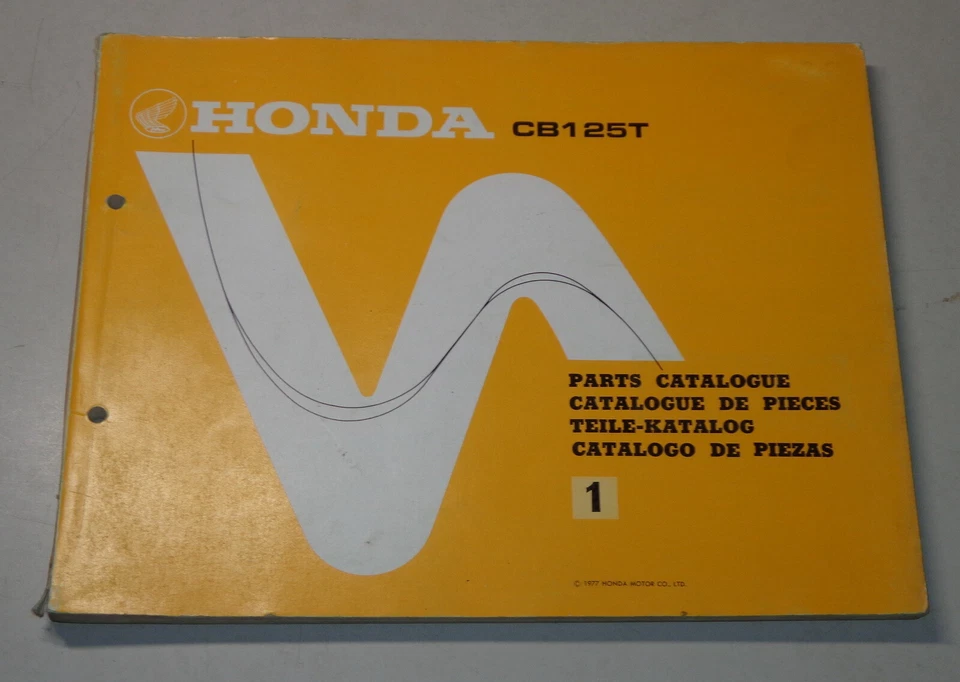 HONDA CB125T
PARTS CATALOGUE
CATALOGUE DE PIECES
TEILE-KATALOG
CATALOGO DE PIEZAS
1
© 1977 HONDA MOTOR CO., LTD.